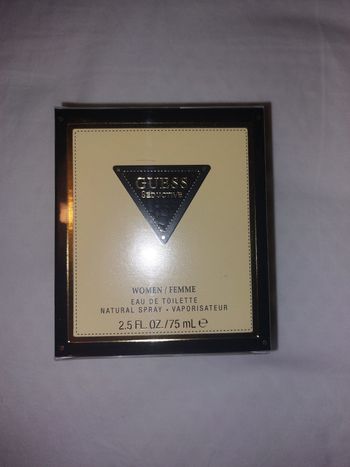 GUESS
SEDUCTIVE
WOMEN / FEMME
EAU DE TOILETTE
NATURAL SPRAY • VAPORISATEUR
2.5 FL. OZ. / 75 mL ℮